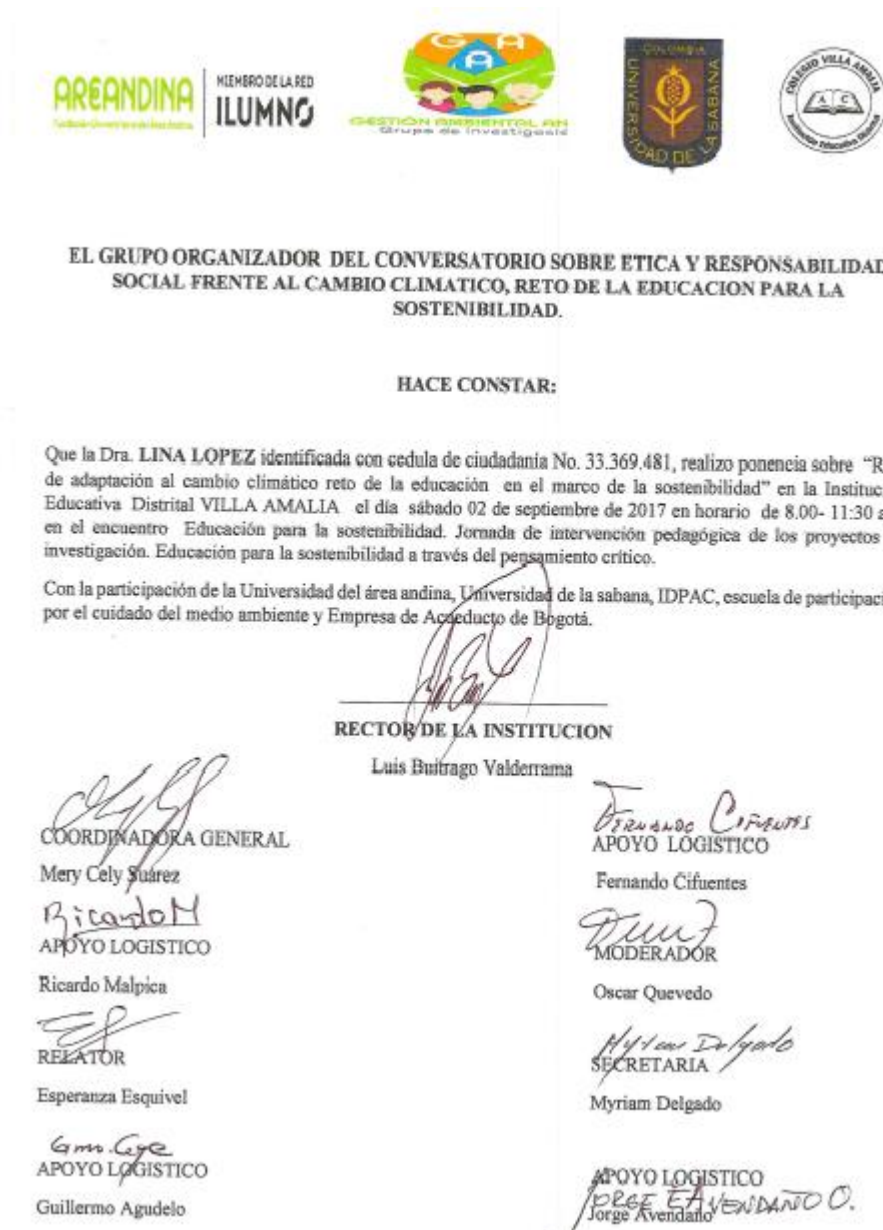 AREANDINA
MIEMBRO DE LA RED
ILUMNO
GAA
GESTIÓN AMBIENTAL AN
Grupo de Investigació
COLOMBIA
UNIVERSIDAD DE LA SABANA
COLEGIO VILLA AMALIA
A C
EL GRUPO ORGANIZADOR DEL CONVERSATORIO SOBRE ETICA Y RESPONSABILIDAD
SOCIAL FRENTE AL CAMBIO CLIMATICO, RETO DE LA EDUCACION PARA LA
SOSTENIBILIDAD.
HACE CONSTAR:
Que la Dra. LINA LOPEZ identificada con cedula de ciudadanía No. 33.369.481, realizo ponencia sobre "R
de adaptación al cambio climático reto de la educación en el marco de la sostenibilidad" en la Instituc
Educativa Distrital VILLA AMALIA el día sábado 02 de septiembre de 2017 en horario de 8.00- 11:30 a
en el encuentro Educación para la sostenibilidad. Jornada de intervención pedagógica de los proyectos
investigación. Educación para la sostenibilidad a través del pensamiento crítico.
Con la participación de la Universidad del área andina, Universidad de la sabana, IDPAC, escuela de participaci
por el cuidado del medio ambiente y Empresa de Acueducto de Bogotá.
RECTOR DE LA INSTITUCION
Luis Buitrago Valderrama
COORDINADORA GENERAL
Mery Cely Suárez
Ricardo M
APOYO LOGISTICO
Ricardo Malpica
RELATOR
Esperanza Esquivel
APOYO LOGISTICO
Guillermo Agudelo
FERNANDO CIFUENTES
APOYO LOGISTICO
Fernando Cifuentes
MODERADOR
Oscar Quevedo
Myriam Delgado
SECRETARIA
Myriam Delgado
APOYO LOGISTICO
JORGE E AVENDAÑO O.
Jorge Avendaño